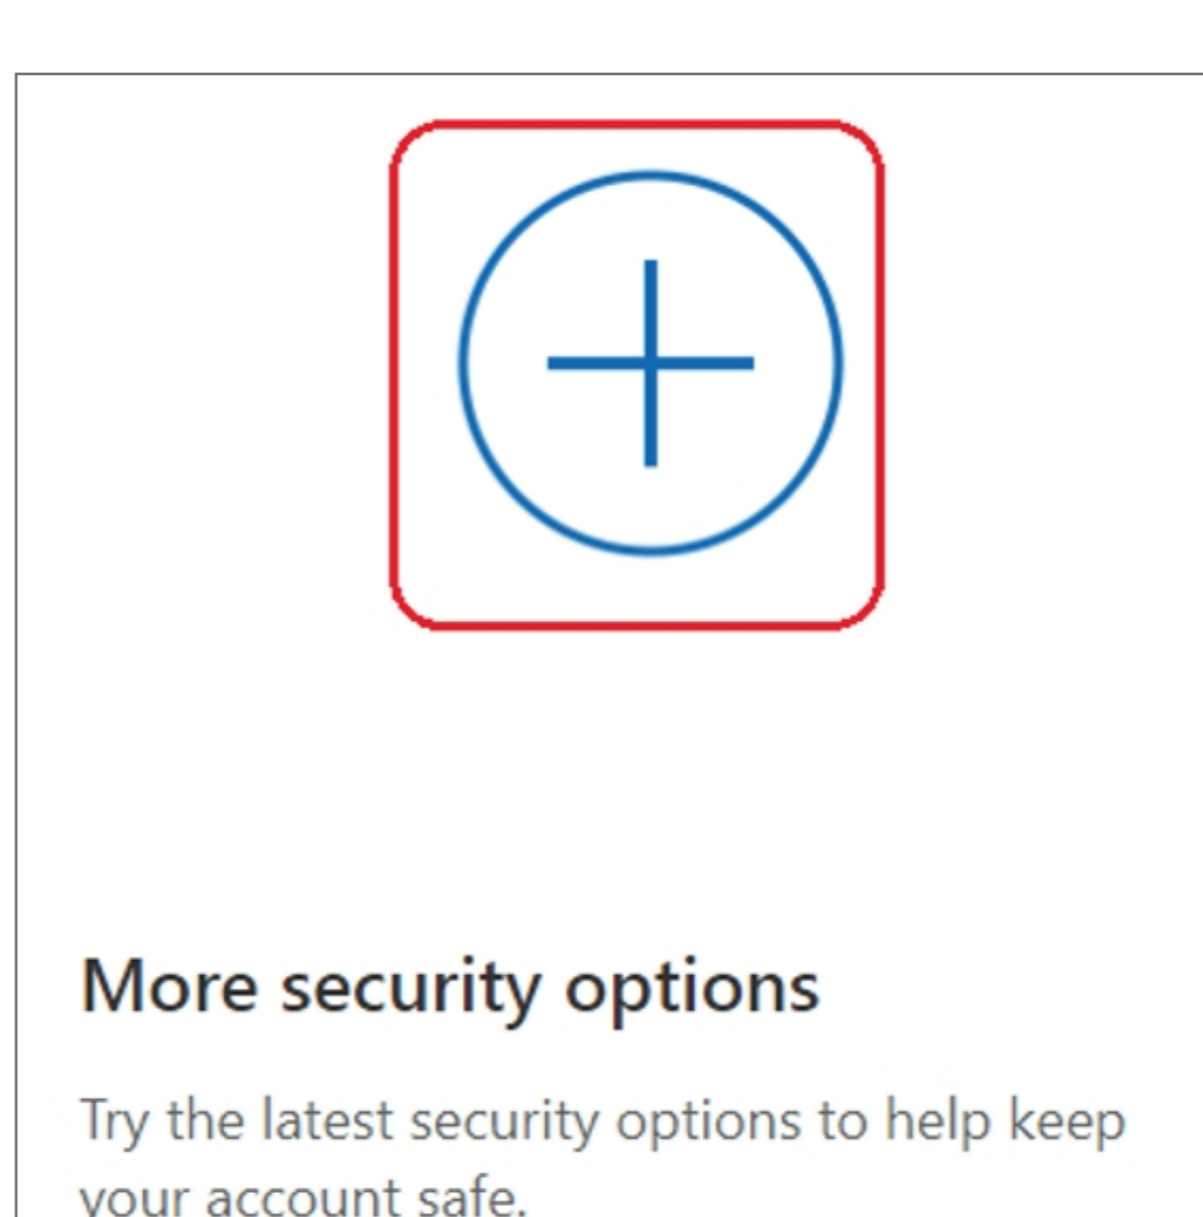 More security options
Try the latest security options to help keep
your account safe.